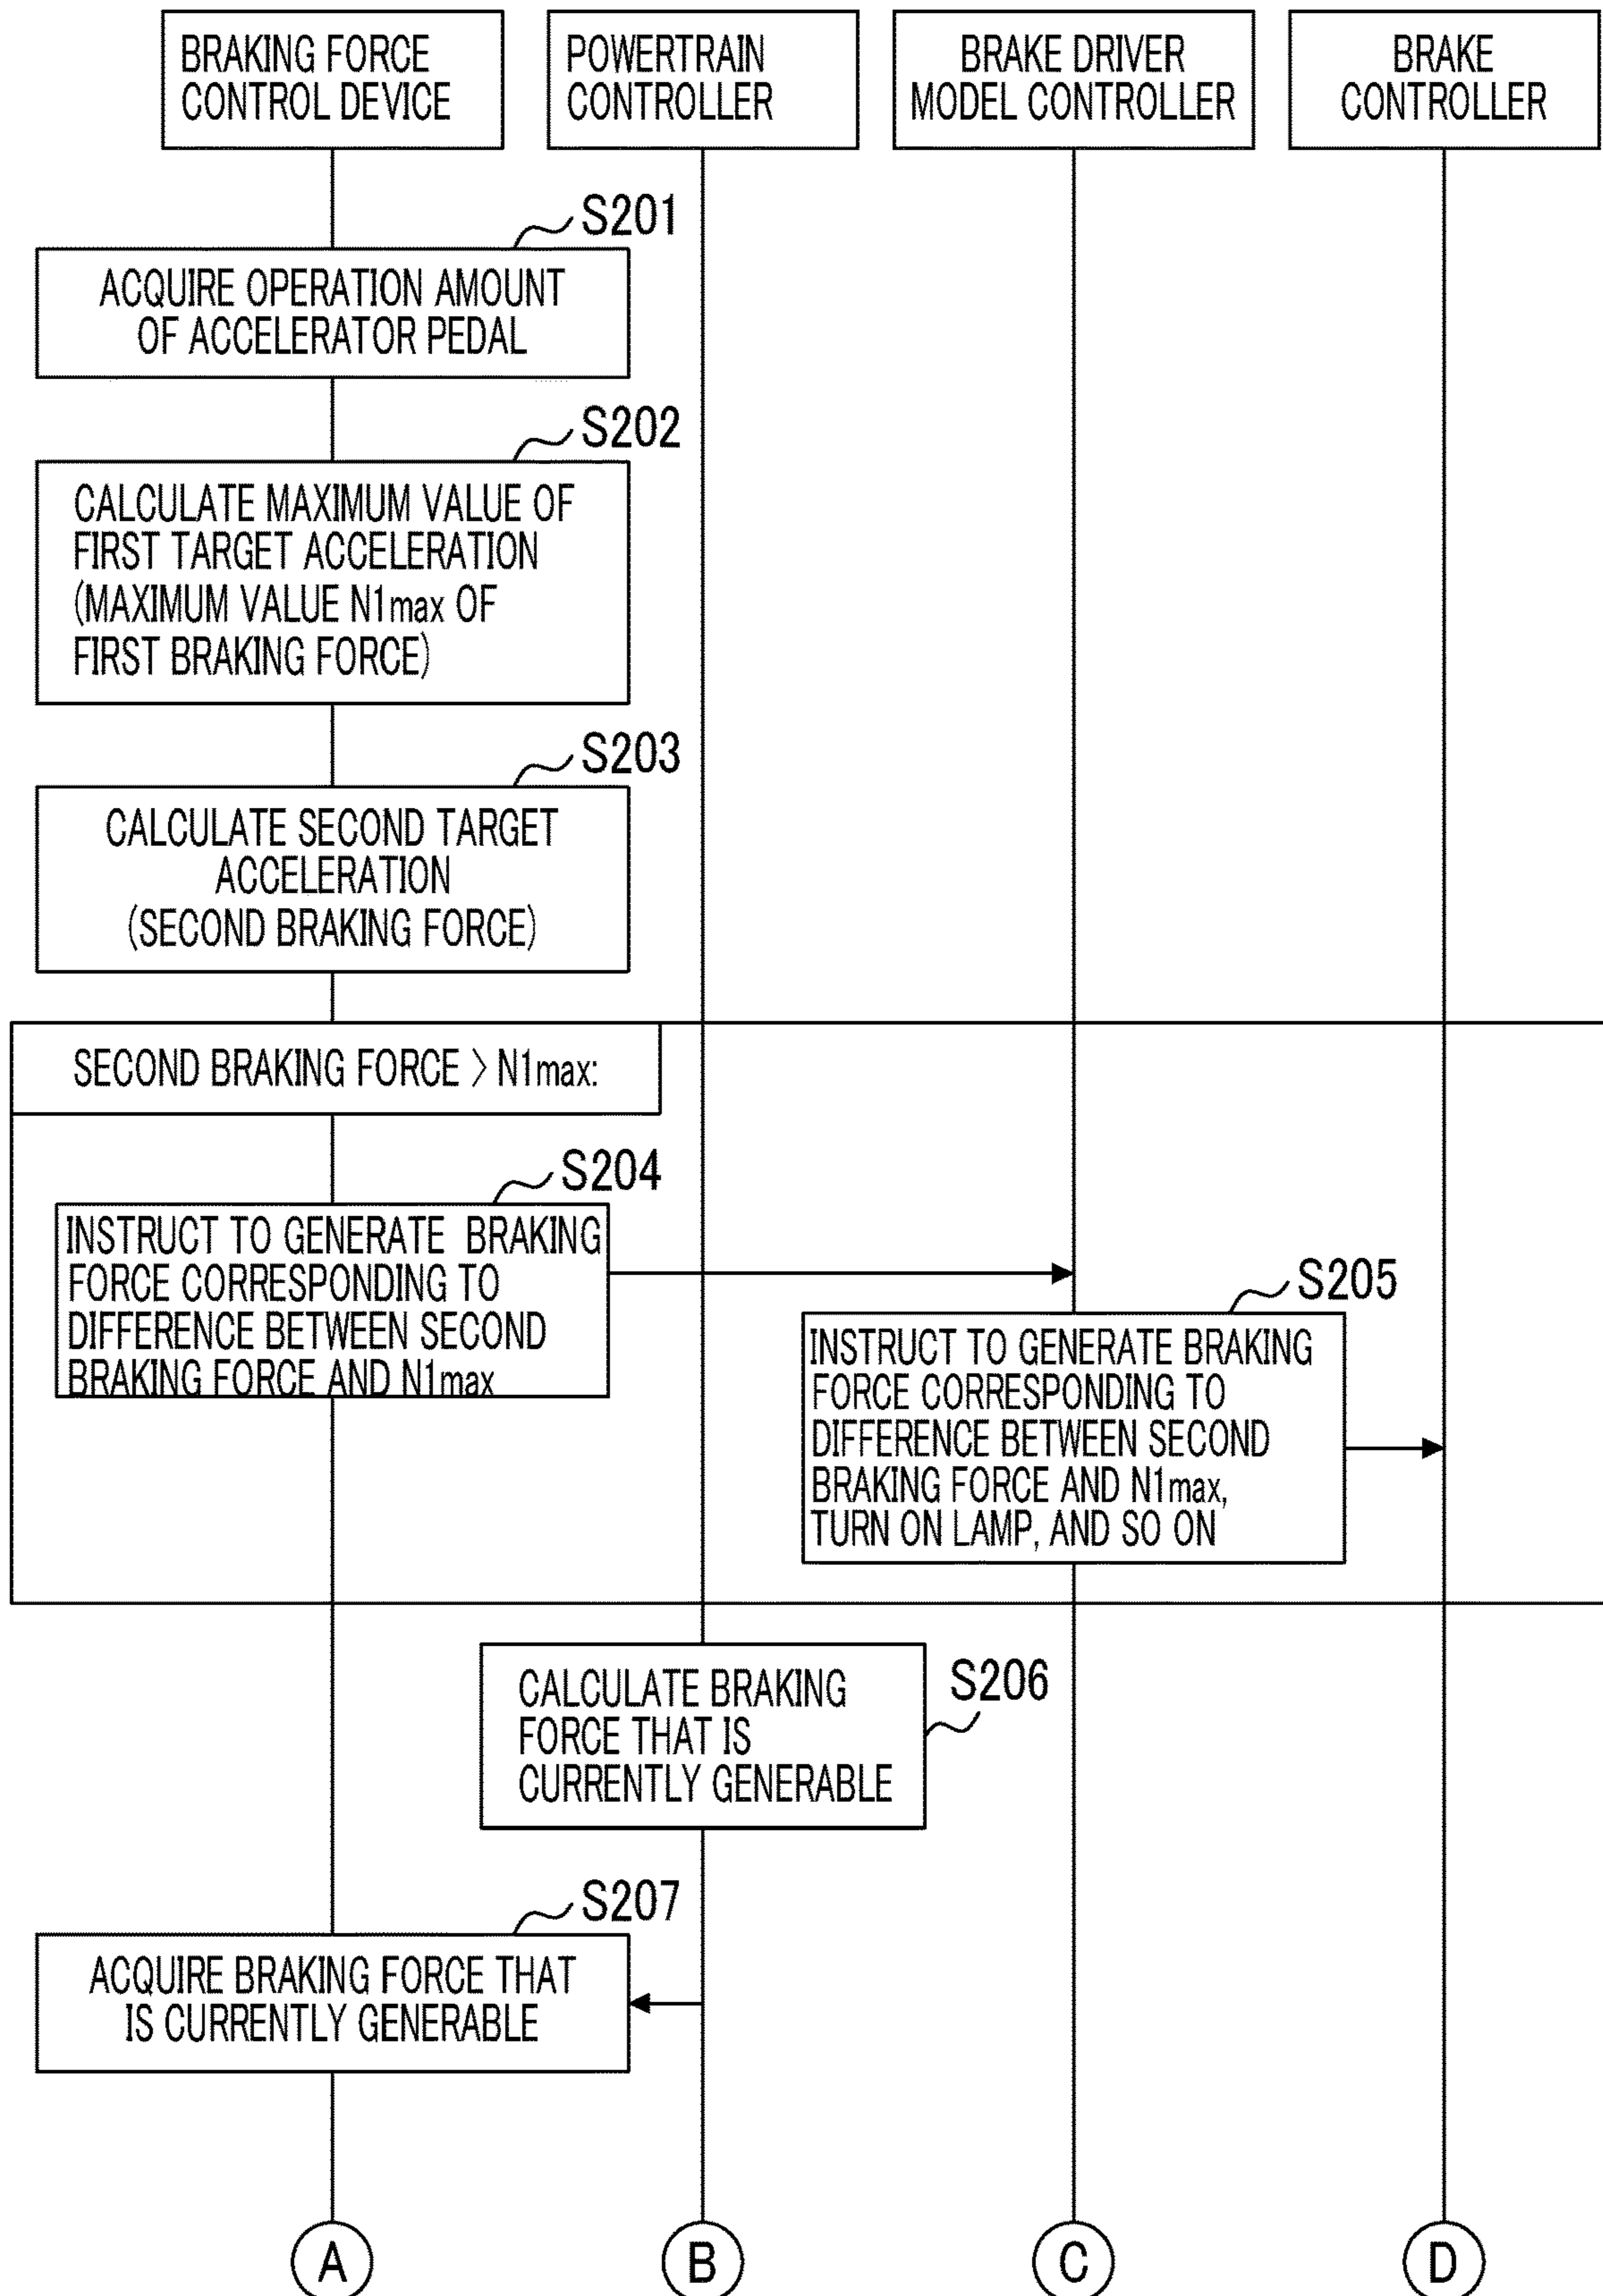 BRAKING FORCE
CONTROL DEVICE
POWERTRAIN
CONTROLLER
BRAKE DRIVER
MODEL CONTROLLER
BRAKE
CONTROLLER
S201
ACQUIRE OPERATION AMOUNT
OF ACCELERATOR PEDAL
S202
CALCULATE MAXIMUM VALUE OF
FIRST TARGET ACCELERATION
(MAXIMUM VALUE N1max OF
FIRST BRAKING FORCE)
S203
CALCULATE SECOND TARGET
ACCELERATION
(SECOND BRAKING FORCE)
SECOND BRAKING FORCE > N1max:
S204
INSTRUCT TO GENERATE BRAKING
FORCE CORRESPONDING TO
DIFFERENCE BETWEEN SECOND
BRAKING FORCE AND N1max
S205
INSTRUCT TO GENERATE BRAKING
FORCE CORRESPONDING TO
DIFFERENCE BETWEEN SECOND
BRAKING FORCE AND N1max,
TURN ON LAMP, AND SO ON
S206
CALCULATE BRAKING
FORCE THAT IS
CURRENTLY GENERABLE
S207
ACQUIRE BRAKING FORCE THAT
IS CURRENTLY GENERABLE
A
B
C
D